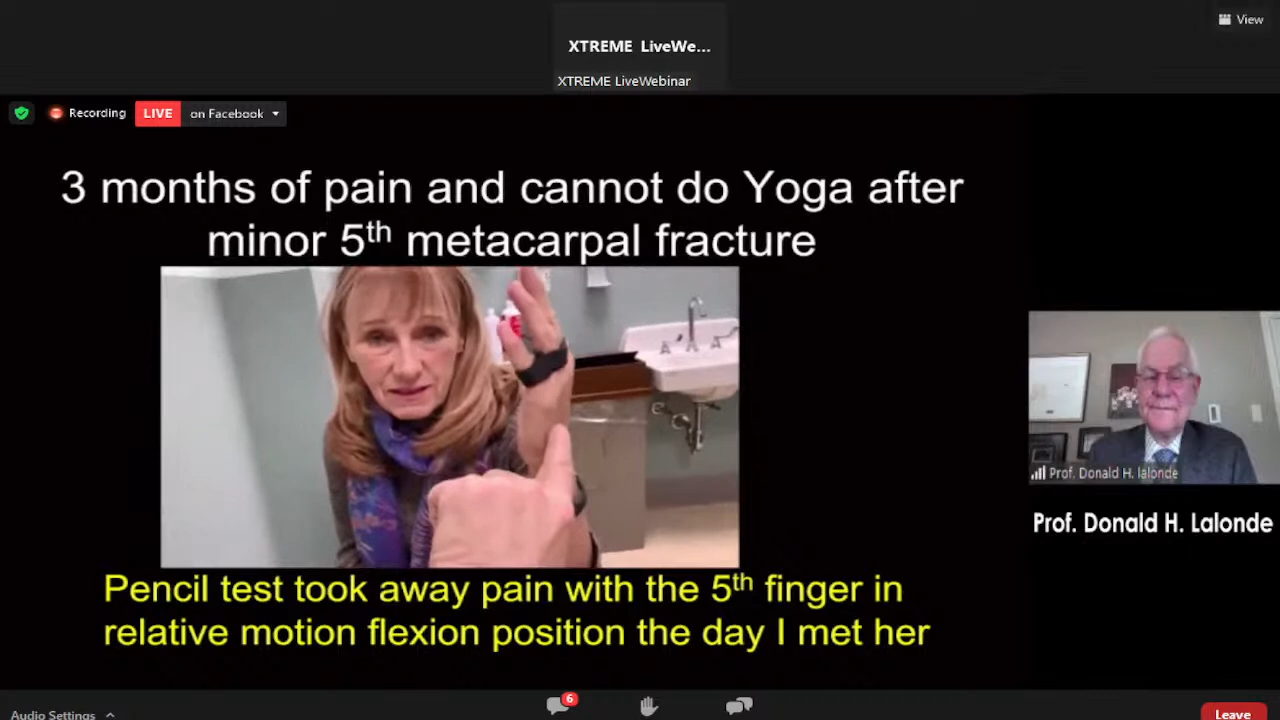 XTREME LiveWe...
View
XTREME LiveWebinar
Recording
LIVE
on Facebook
3 months of pain and cannot do Yoga after
minor 5th metacarpal fracture
Prof. Donald H. lalonde
Prof. Donald H. Lalonde
Pencil test took away pain with the 5th finger in
relative motion flexion position the day I met her
6
Audio Settings
Leave